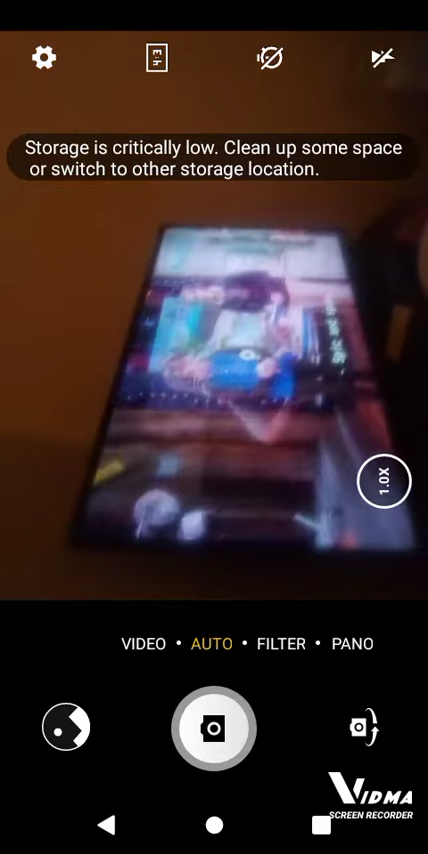 Storage is critically low. Clean up some space
or switch to other storage location.
1.0X
VIDEO • AUTO • FILTER • PANO
VIDMA
SCREEN RECORDER